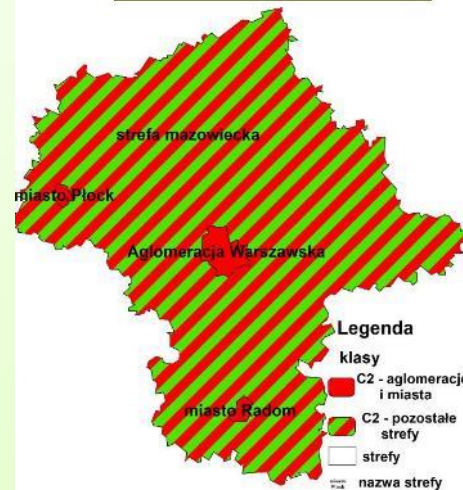 strefa mazowiecka
miasto Płock
Aglomeracja Warszawska
miasto Radom
Legenda
klasy
C2 - aglomeracje
i miasta
C2 - pozostałe
strefy
strefy
nazwa strefy